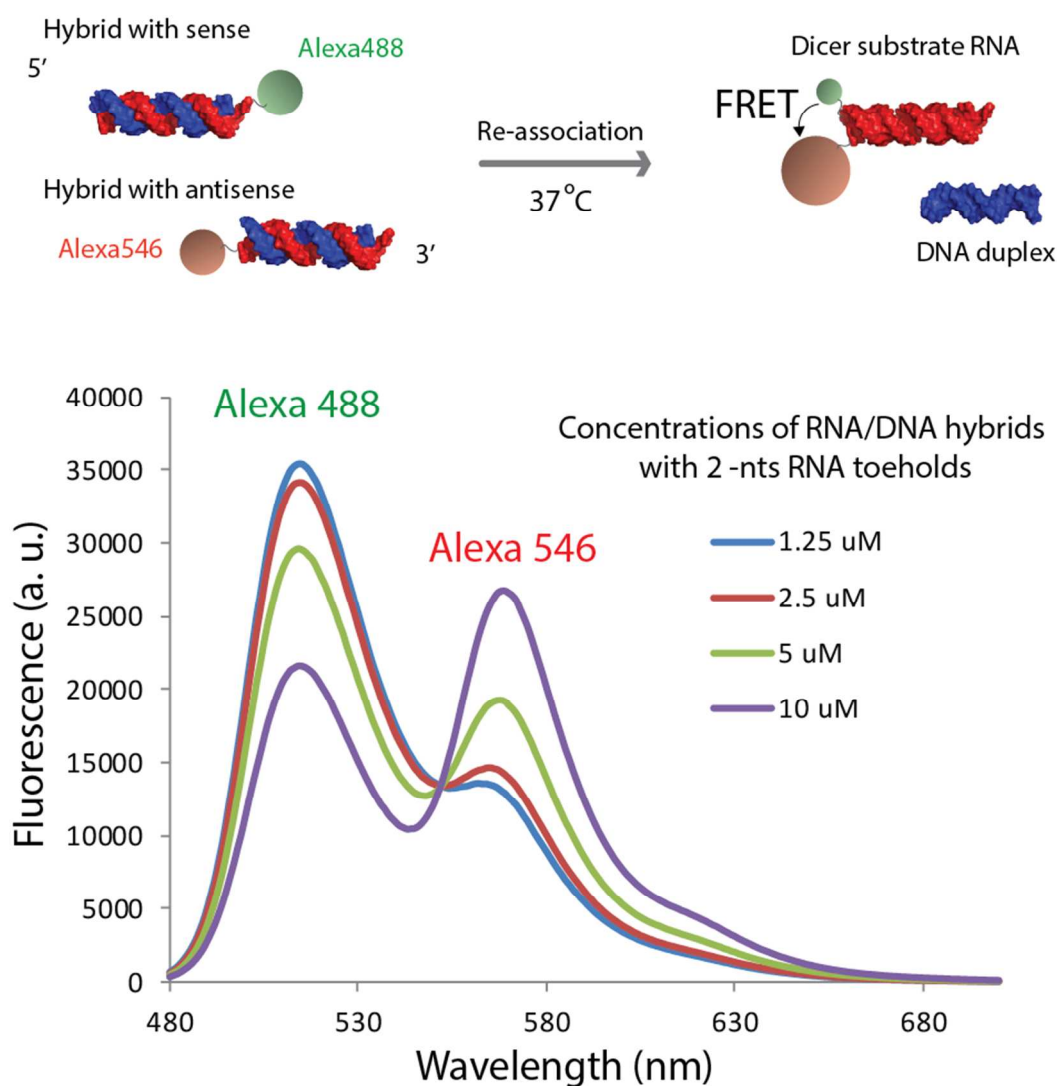 Hybrid with sense
Alexa488
5’
Hybrid with antisense
Alexa546
3’
Re-association
37 °C
Dicer substrate RNA
FRET
DNA duplex
Alexa 488
Alexa 546
Concentrations of RNA/DNA hybrids
with 2 -nts RNA toeholds
1.25 uM
2.5 uM
5 uM
10 uM
Fluorescence (a. u.)
40000
35000
30000
25000
20000
15000
10000
5000
0
480
530
580
630
680
Wavelength (nm)